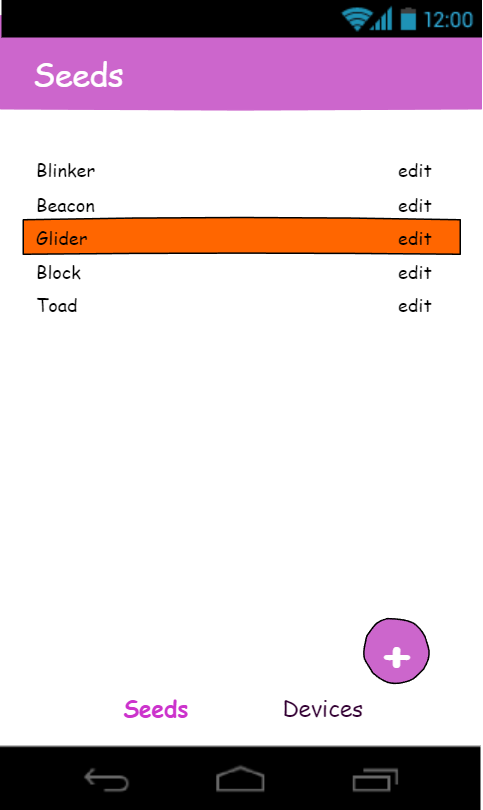 12:00
Seeds
Blinker edit
Beacon edit
Glider edit
Block edit
Toad edit
+
Seeds Devices